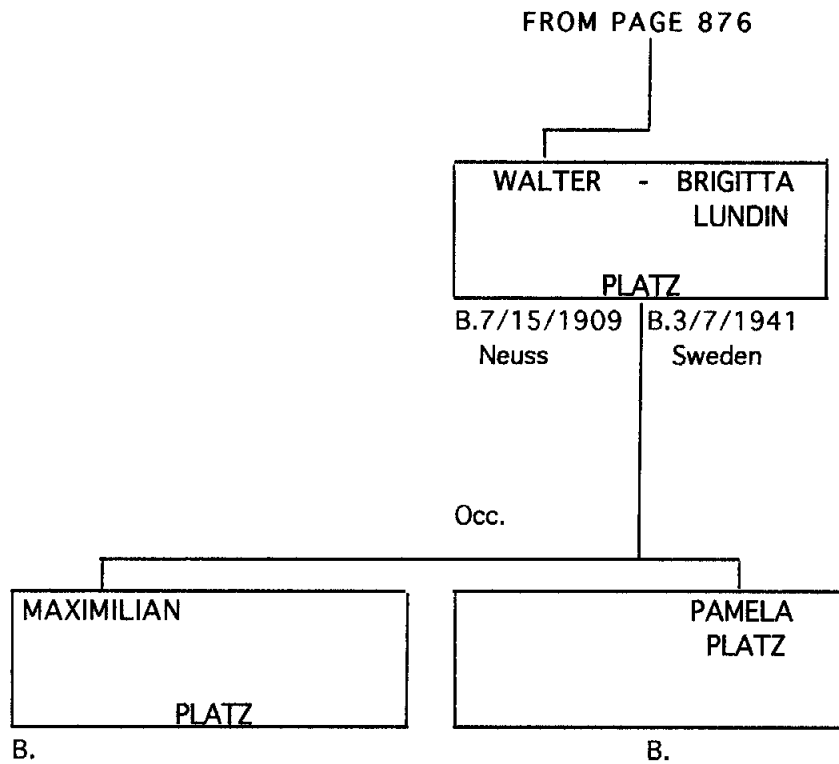 FROM PAGE 876
WALTER - BRIGITTA
LUNDIN
PLATZ
B.7/15/1909 B.3/7/1941
Neuss Sweden
Occ.
MAXIMILIAN
PLATZ
PAMELA
PLATZ
B.
B.